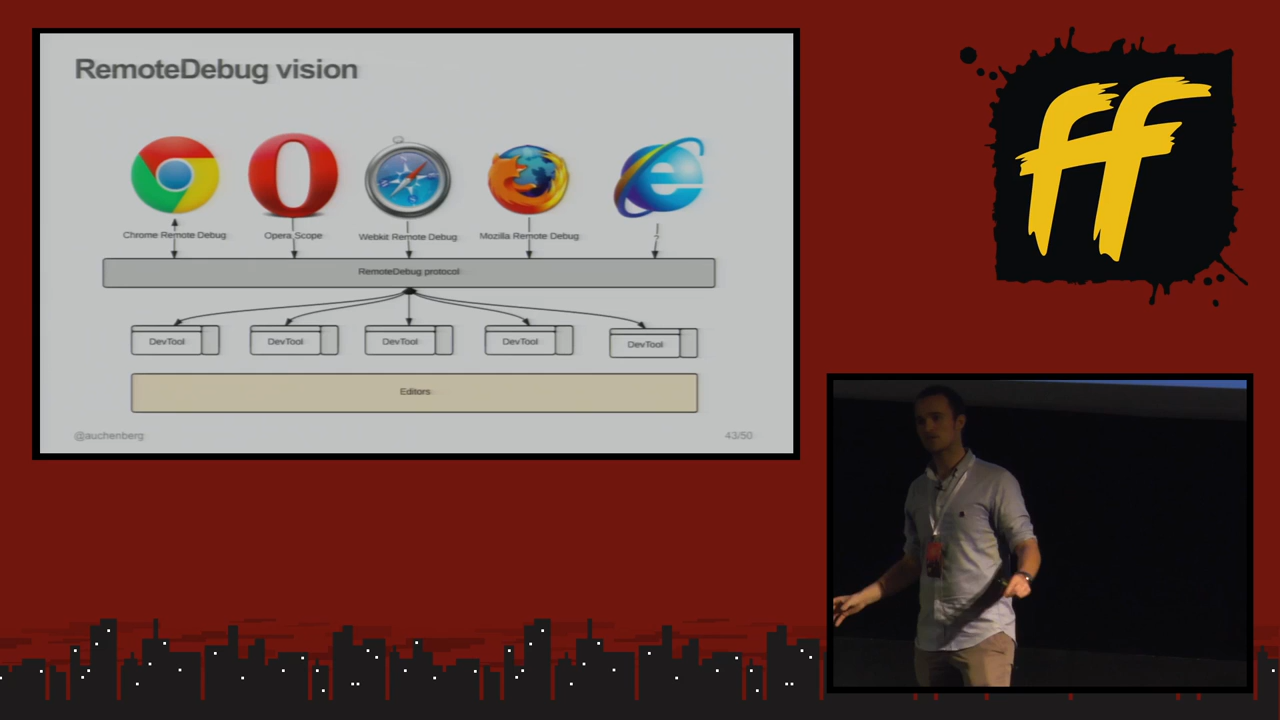 RemoteDebug vision
Chrome Remote Debug
Opera Scope
Webkit Remote Debug
Mozilla Remote Debug
?
RemoteDebug protocol
DevTool
DevTool
DevTool
DevTool
DevTool
Editors
@auchenberg
43/50
ff